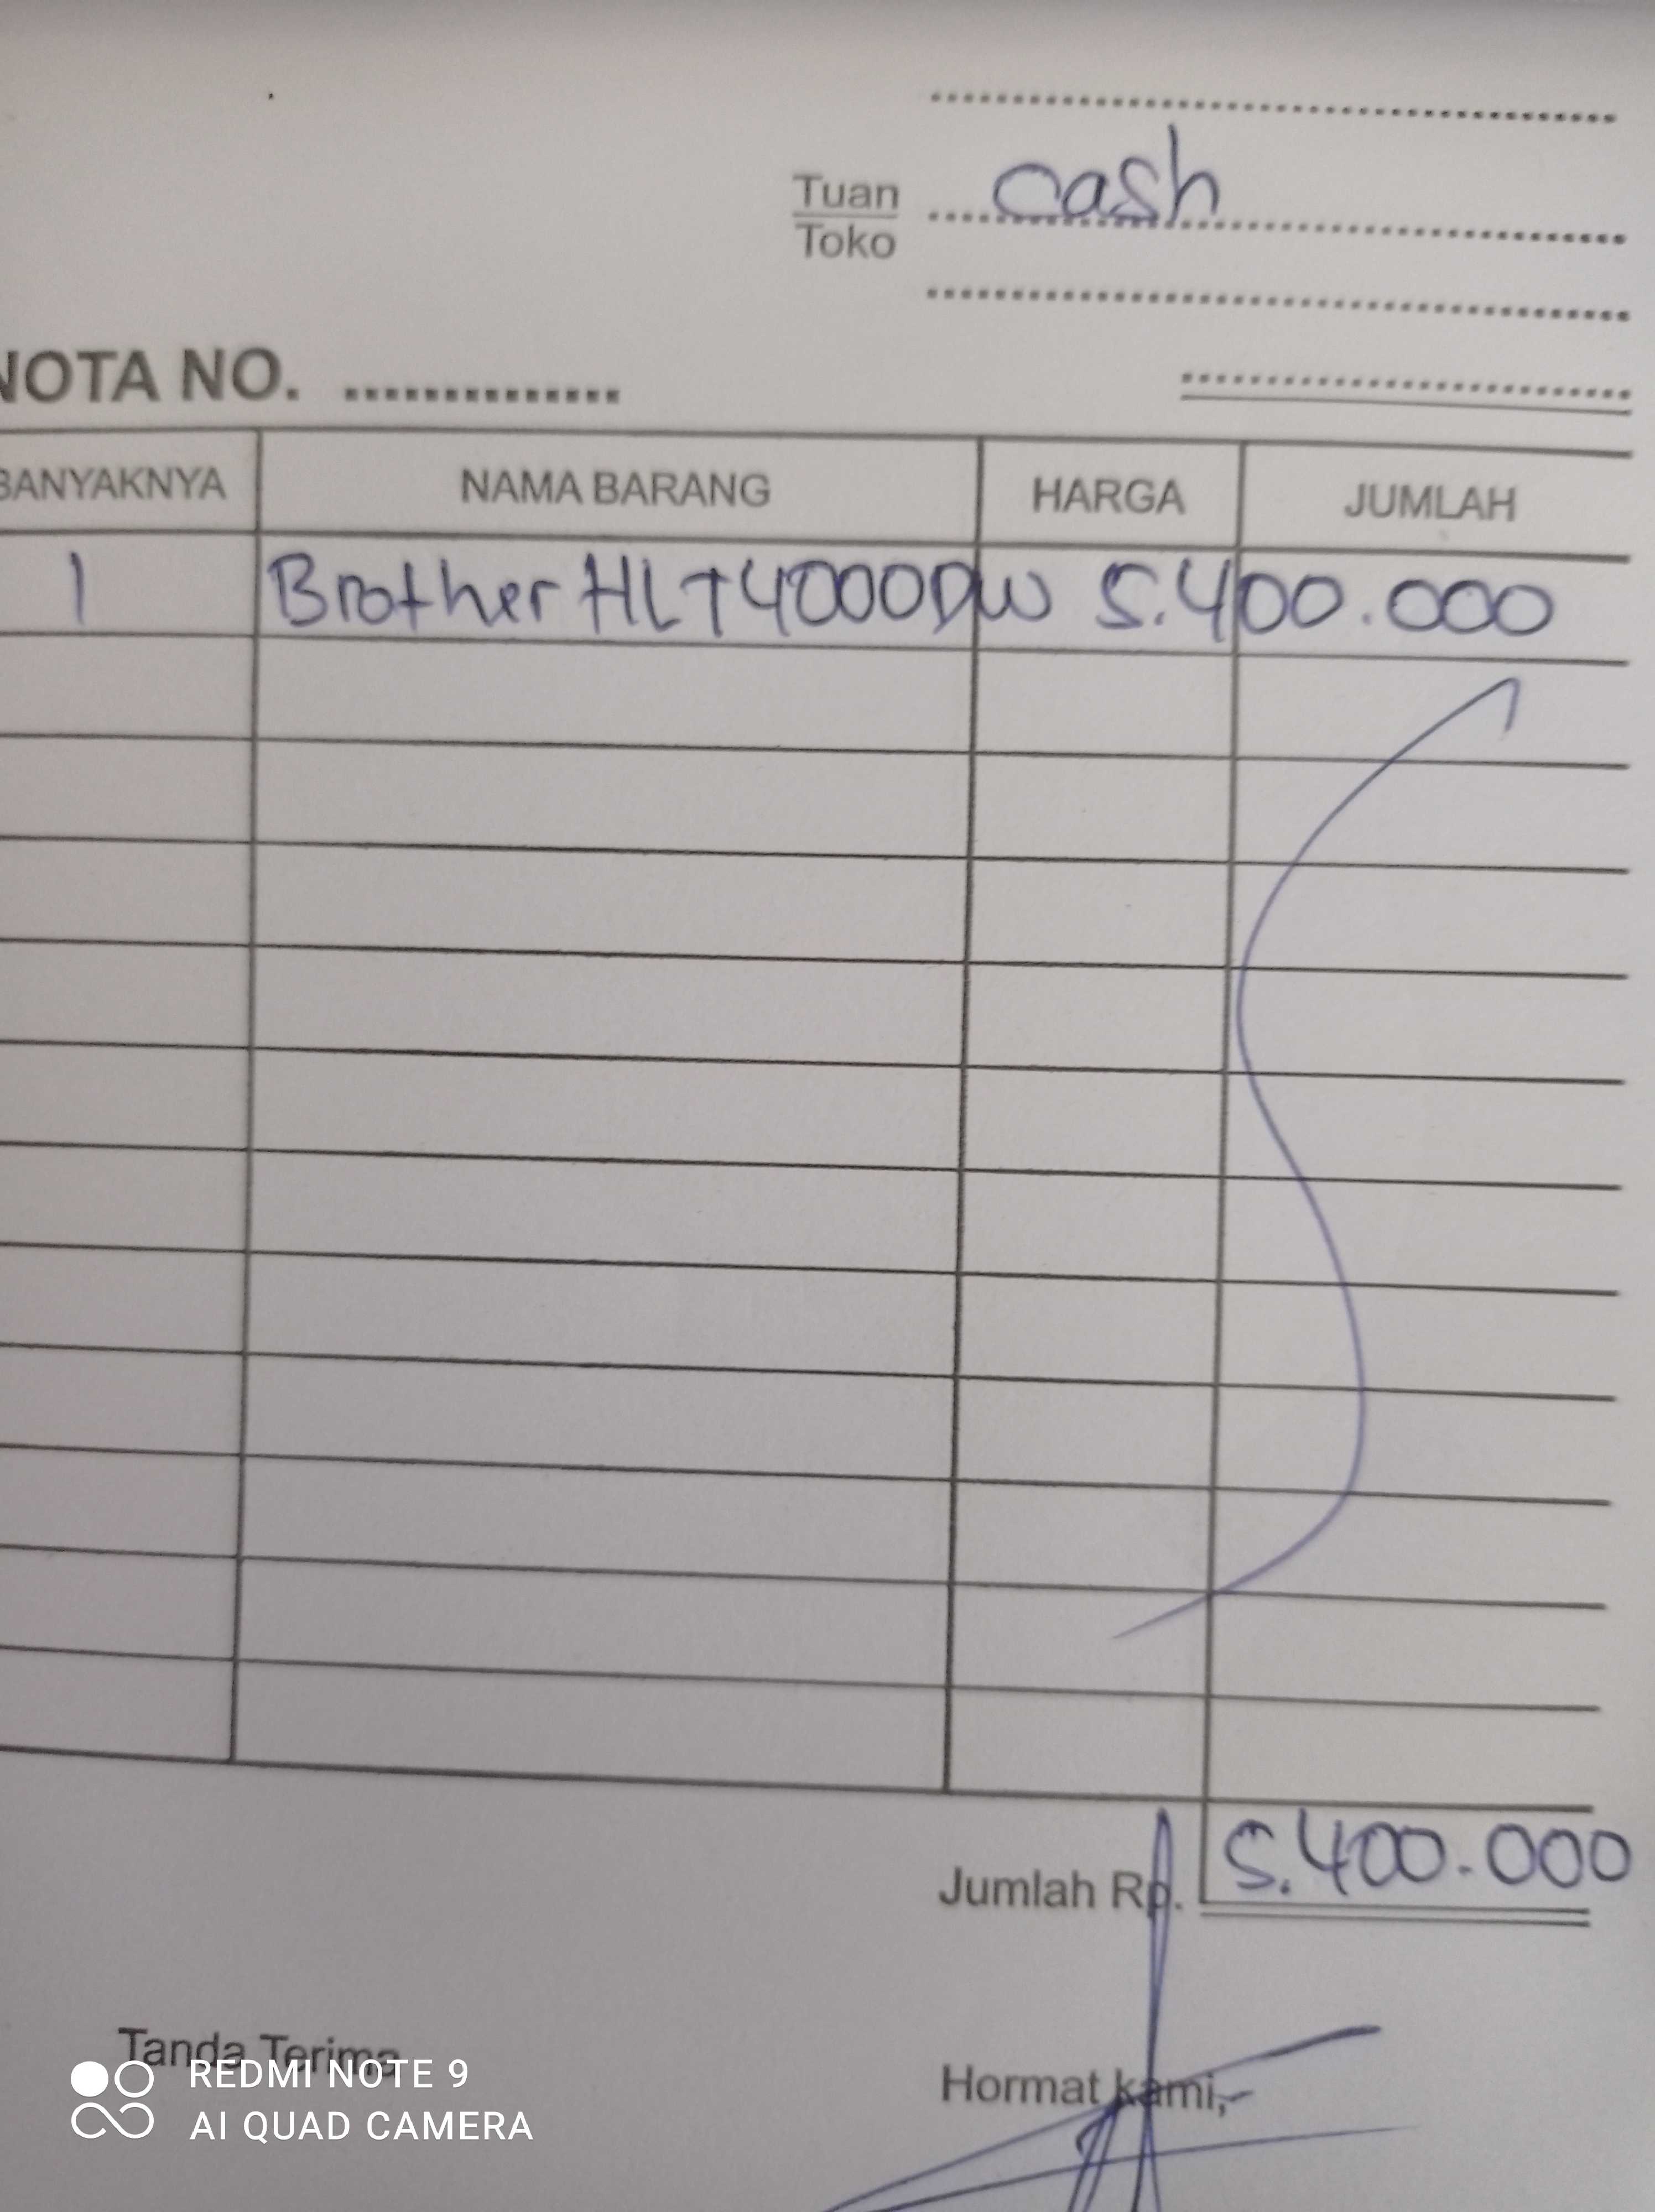 Tuan cash
Toko
NOTA NO.
BANYAKNYA NAMA BARANG HARGA JUMLAH
1 Brother HLT4000DW 5.400.000
Jumlah Rp. 5.400.000
Tanda Terima
Hormat kami,
REDMI NOTE 9
AI QUAD CAMERA